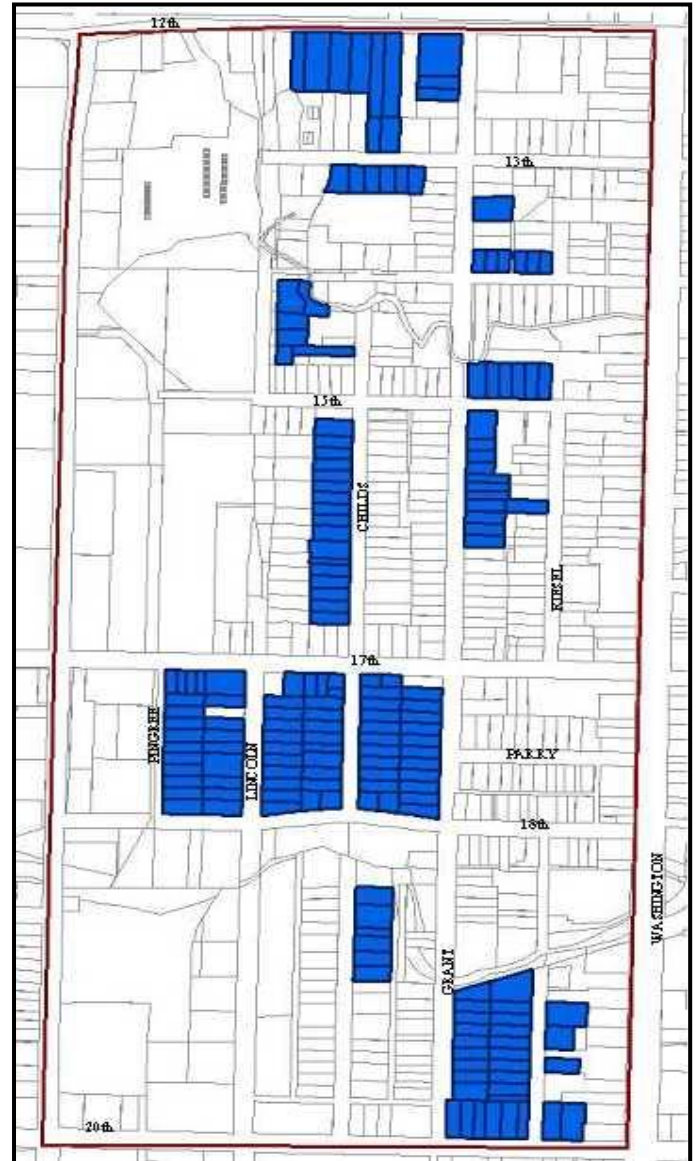 12th
13th
15th
CHILDS
KIESEL
17th
PINGREE
LINCOLN
PARRY
18th
WASHINGTON
GRANT
20th